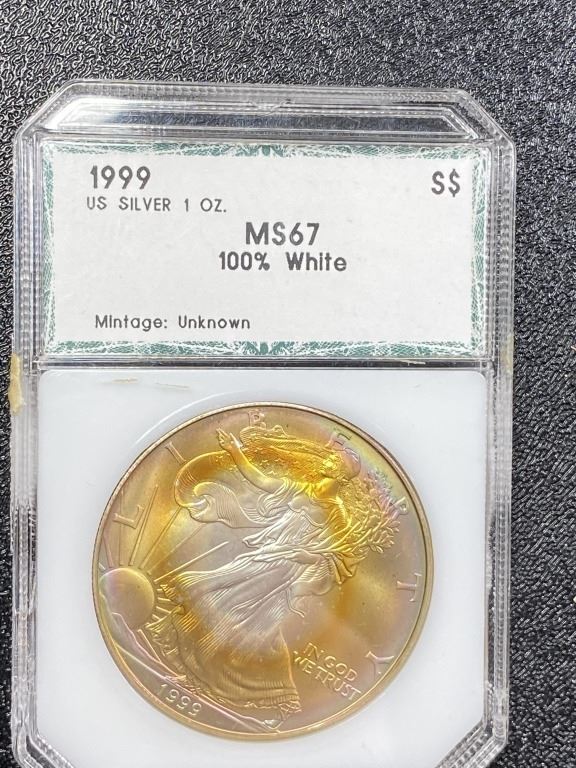 1999 S$
US SILVER 1 OZ.
MS67
100% White
Mintage: Unknown
LIBERTY
IN GOD
WE TRUST
1999